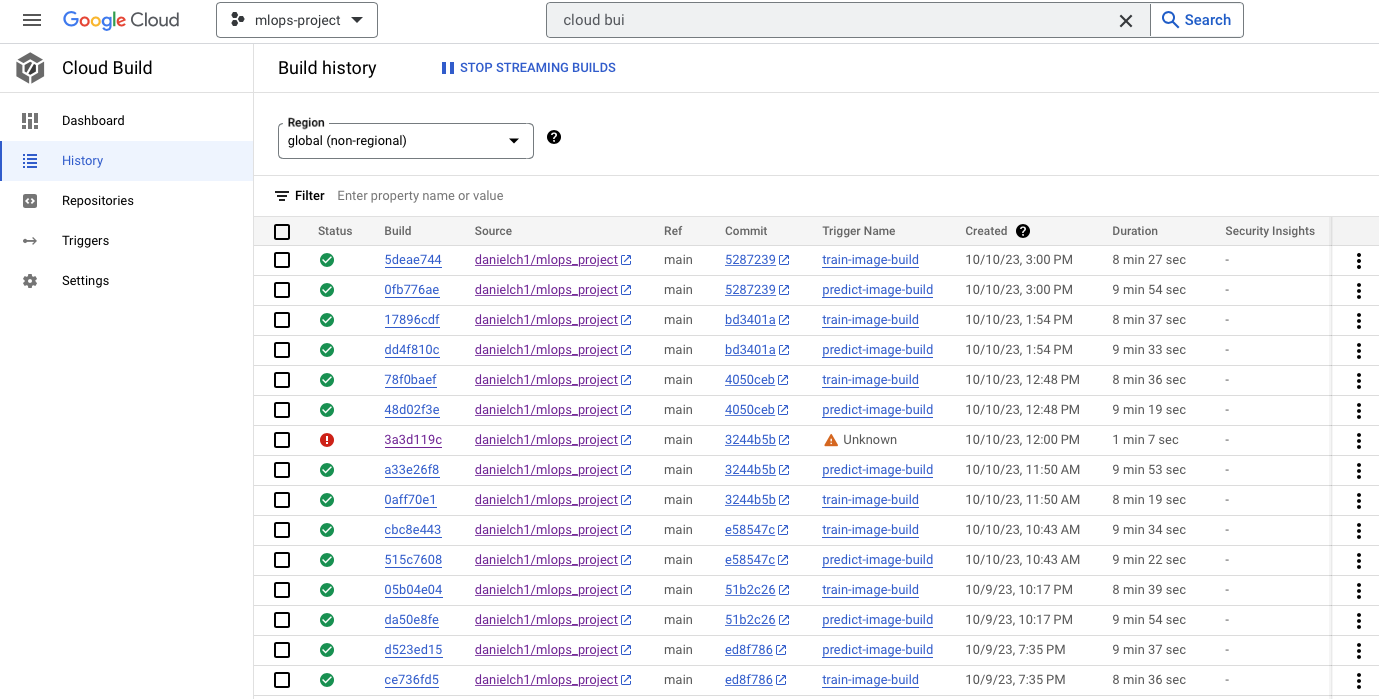 Google Cloud mlops-project cloud bui Search
Cloud Build Build history STOP STREAMING BUILDS
Dashboard
Region
global (non-regional)
History
Repositories Filter Enter property name or value
Status Build Source Ref Commit Trigger Name Created Duration Security Insights
Triggers
Settings
5deae744 danielch1/mlops_project main 5287239 train-image-build 10/10/23, 3:00 PM 8 min 27 sec -
0fb776ae danielch1/mlops_project main 5287239 predict-image-build 10/10/23, 3:00 PM 9 min 54 sec -
17896cdf danielch1/mlops_project main bd3401a train-image-build 10/10/23, 1:54 PM 8 min 37 sec -
dd4f810c danielch1/mlops_project main bd3401a predict-image-build 10/10/23, 1:54 PM 9 min 33 sec -
78f0baef danielch1/mlops_project main 4050ceb train-image-build 10/10/23, 12:48 PM 8 min 36 sec -
48d02f3e danielch1/mlops_project main 4050ceb predict-image-build 10/10/23, 12:48 PM 9 min 19 sec -
3a3d119c danielch1/mlops_project main 3244b5b Unknown 10/10/23, 12:00 PM 1 min 7 sec -
a33e26f8 danielch1/mlops_project main 3244b5b predict-image-build 10/10/23, 11:50 AM 9 min 53 sec -
0aff70e1 danielch1/mlops_project main 3244b5b train-image-build 10/10/23, 11:50 AM 8 min 19 sec -
cbc8e443 danielch1/mlops_project main e58547c train-image-build 10/10/23, 10:43 AM 9 min 34 sec -
515c7608 danielch1/mlops_project main e58547c predict-image-build 10/10/23, 10:43 AM 9 min 22 sec -
05b04e04 danielch1/mlops_project main 51b2c26 train-image-build 10/9/23, 10:17 PM 8 min 39 sec -
da50e8fe danielch1/mlops_project main 51b2c26 predict-image-build 10/9/23, 10:17 PM 9 min 54 sec -
d523ed15 danielch1/mlops_project main ed8f786 predict-image-build 10/9/23, 7:35 PM 9 min 37 sec -
ce736fd5 danielch1/mlops_project main ed8f786 train-image-build 10/9/23, 7:35 PM 8 min 36 sec -